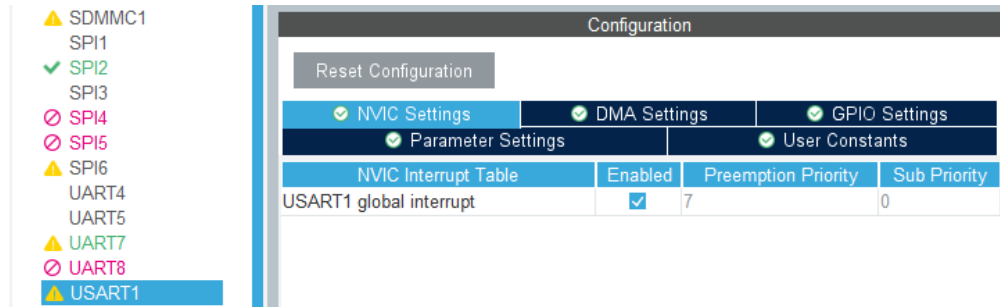 SDMMC1
SPI1
SPI2
SPI3
SPI4
SPI5
SPI6
UART4
UART5
UART7
UART8
USART1
Configuration
Reset Configuration
NVIC Settings DMA Settings GPIO Settings
Parameter Settings User Constants
NVIC Interrupt Table Enabled Preemption Priority Sub Priority
USART1 global interrupt 7 0